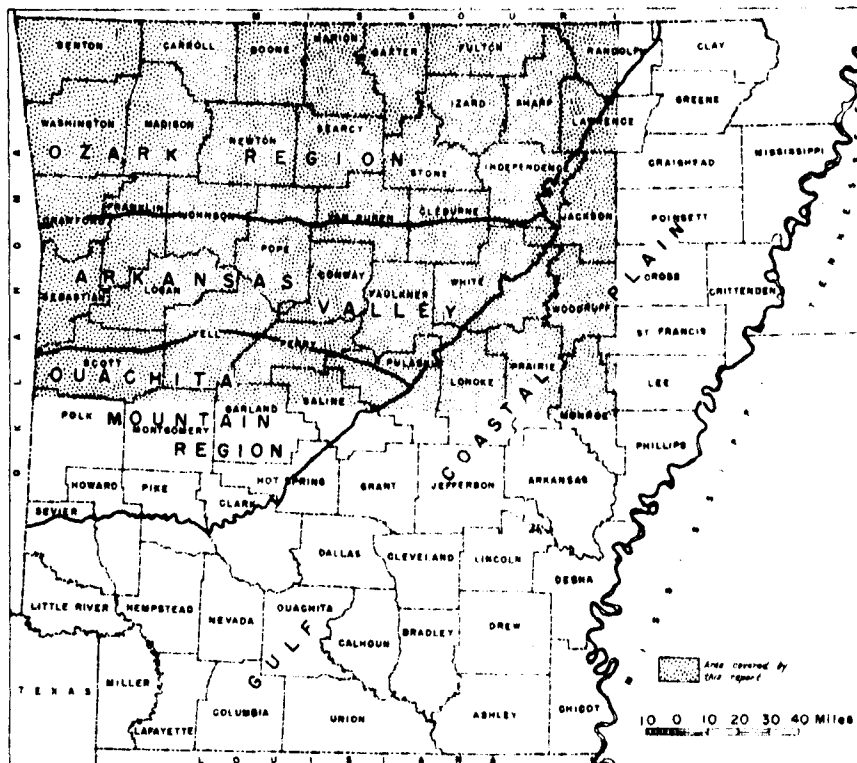 MISSOURI
BENTON
CARROLL
BOONE
MARION
BAXTER
FULTON
RANDOLPH
CLAY
IZARD
SHARP
GREENE
LAWRENCE
WASHINGTON
MADISON
NEWTON
SEARCY
OZARK REGION
STONE
INDEPENDENC
CRAIGHEAD
MISSISSIPPI
CRAWFORD
FRANKLIN
JOHNSON
VAN BUREN
CLEBURNE
JACKSON
POINSETT
POPE
ARKANSAS
VALLEY
SEBASTIAN
LOGAN
CONWAY
FAULKNER
WHITE
WOODRUFF
CROSS
CRITTENDEN
TENNES
YELL
PERRY
PULASKI
ST FRANCIS
SCOTT
OUACHITA
MOUNTAIN
REGION
LONOKE
PRAIRIE
LEE
POLK
MONTGOMERY
GARLAND
SALINE
MONROE
PHILLIPS
COASTAL
PLAIN
HOWARD
PIKE
CLARK
HOT SPRING
GRANT
JEFFERSON
ARKANSAS
SEVIER
DALLAS
CLEVELAND
LINCOLN
DESHA
LITTLE RIVER
HEMPSTEAD
NEVADA
OUACHITA
CALHOUN
BRADLEY
DREW
GULF
TEXAS
MILLER
LAFAYETTE
COLUMBIA
UNION
ASHLEY
CHICOT
Area covered by
this report
10 0 10 20 30 40 Miles
LOUISIANA